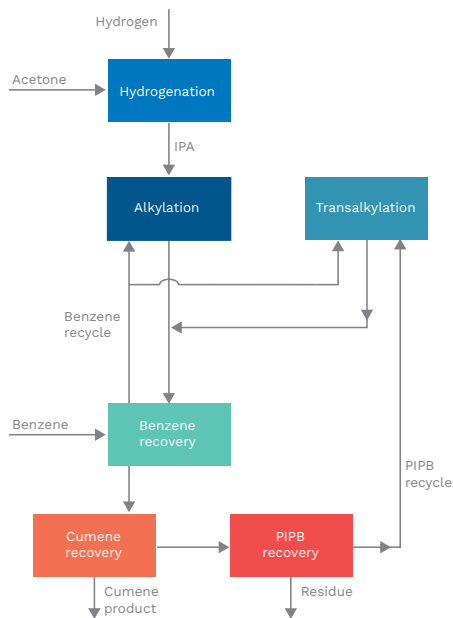 Hydrogen
Acetone
Hydrogenation
IPA
Alkylation
Transalkylation
Benzene
recycle
Benzene
Benzene
recovery
PIPB
recycle
Cumene
recovery
PIPB
recovery
Cumene
product
Residue